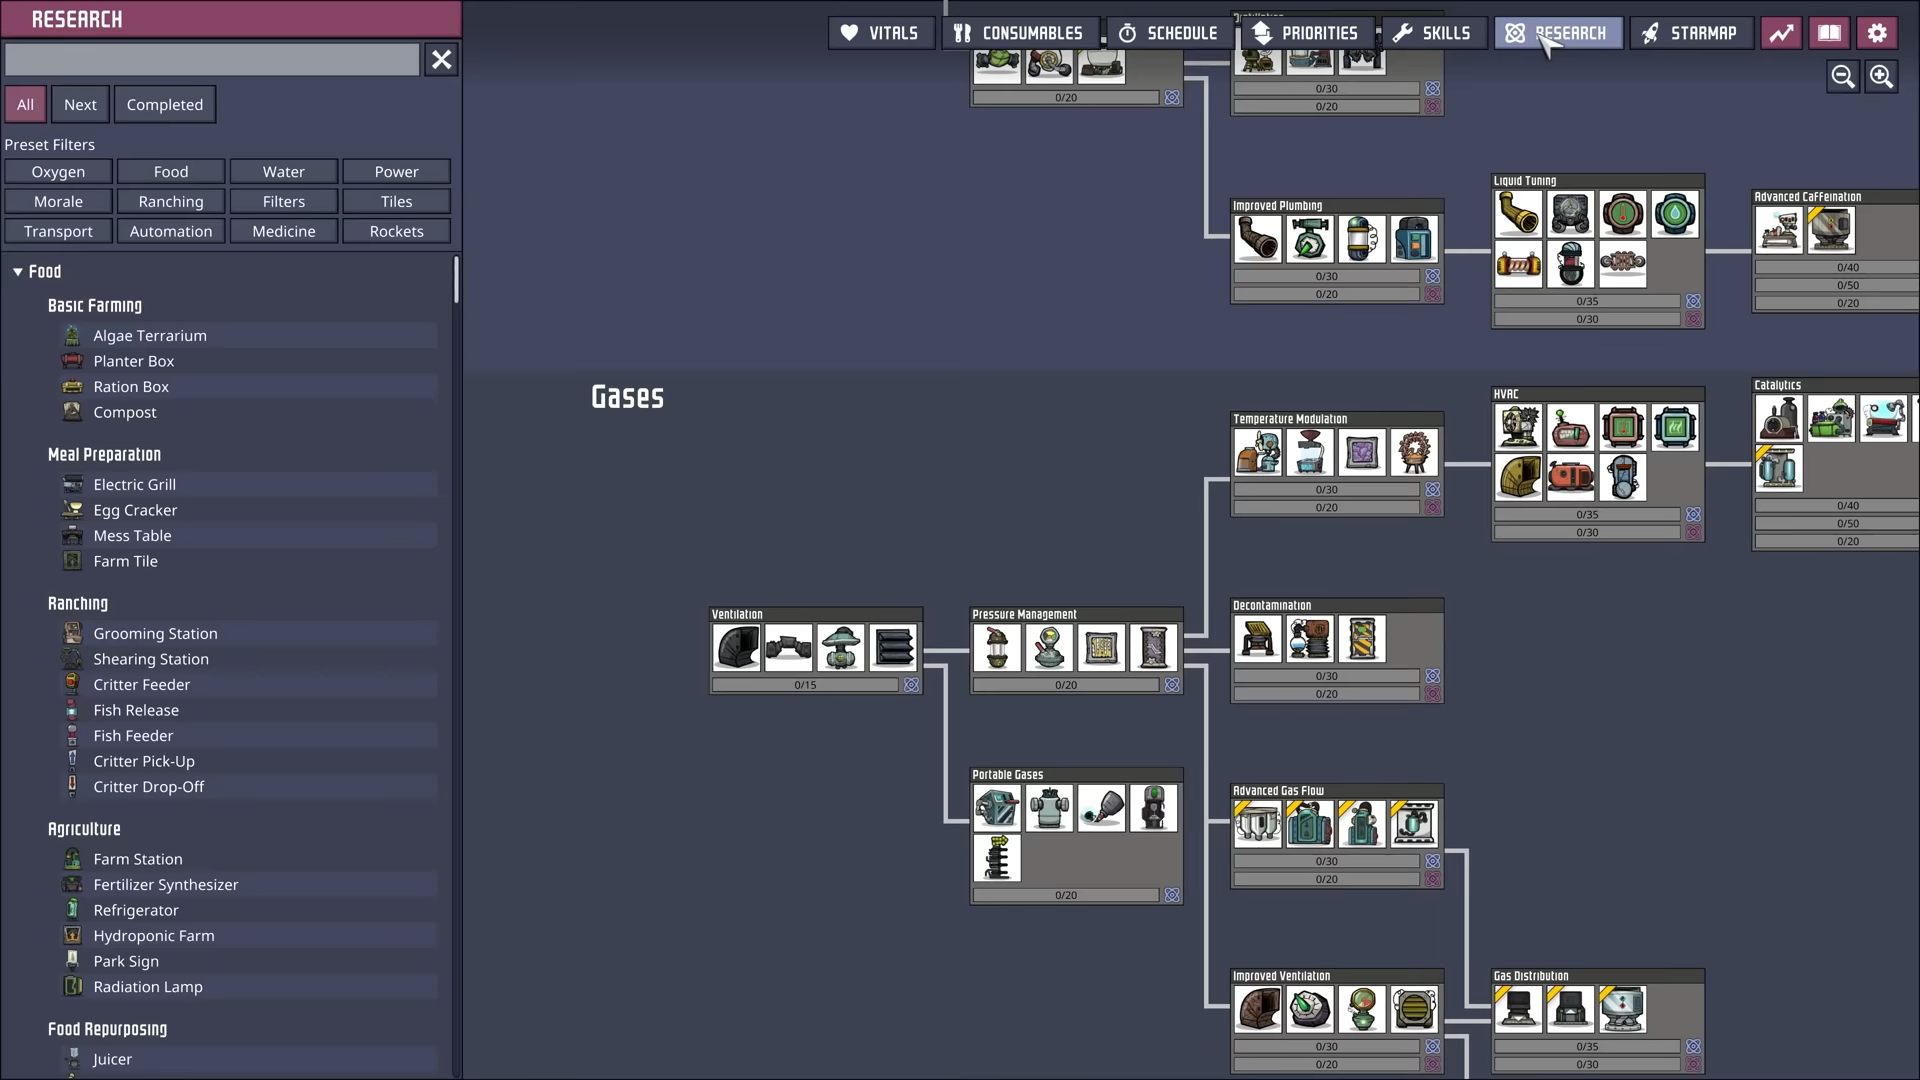 RESEARCH
VITALS
CONSUMABLES
SCHEDULE
PRIORITIES
SKILLS
RESEARCH
STARMAP
All
Next
Completed
Preset Filters
Oxygen
Food
Water
Power
Morale
Ranching
Filters
Tiles
Transport
Automation
Medicine
Rockets
Food
Basic Farming
Algae Terrarium
Planter Box
Ration Box
Compost
Meal Preparation
Electric Grill
Egg Cracker
Mess Table
Farm Tile
Ranching
Grooming Station
Shearing Station
Critter Feeder
Fish Release
Fish Feeder
Critter Pick-Up
Critter Drop-Off
Agriculture
Farm Station
Fertilizer Synthesizer
Refrigerator
Hydroponic Farm
Park Sign
Radiation Lamp
Food Repurposing
Juicer
0/20
0/30
0/20
Improved Plumbing
0/30
0/20
Liquid Tuning
0/35
0/30
Advanced Caffeination
0/40
0/50
0/20
Gases
Temperature Modulation
0/30
0/20
HVAC
0/35
0/30
Catalytics
0/40
0/50
0/20
Ventilation
0/15
Pressure Management
0/20
Decontamination
0/30
0/20
Portable Gases
0/20
Advanced Gas Flow
0/30
0/20
Improved Ventilation
0/30
0/20
Gas Distribution
0/35
0/30